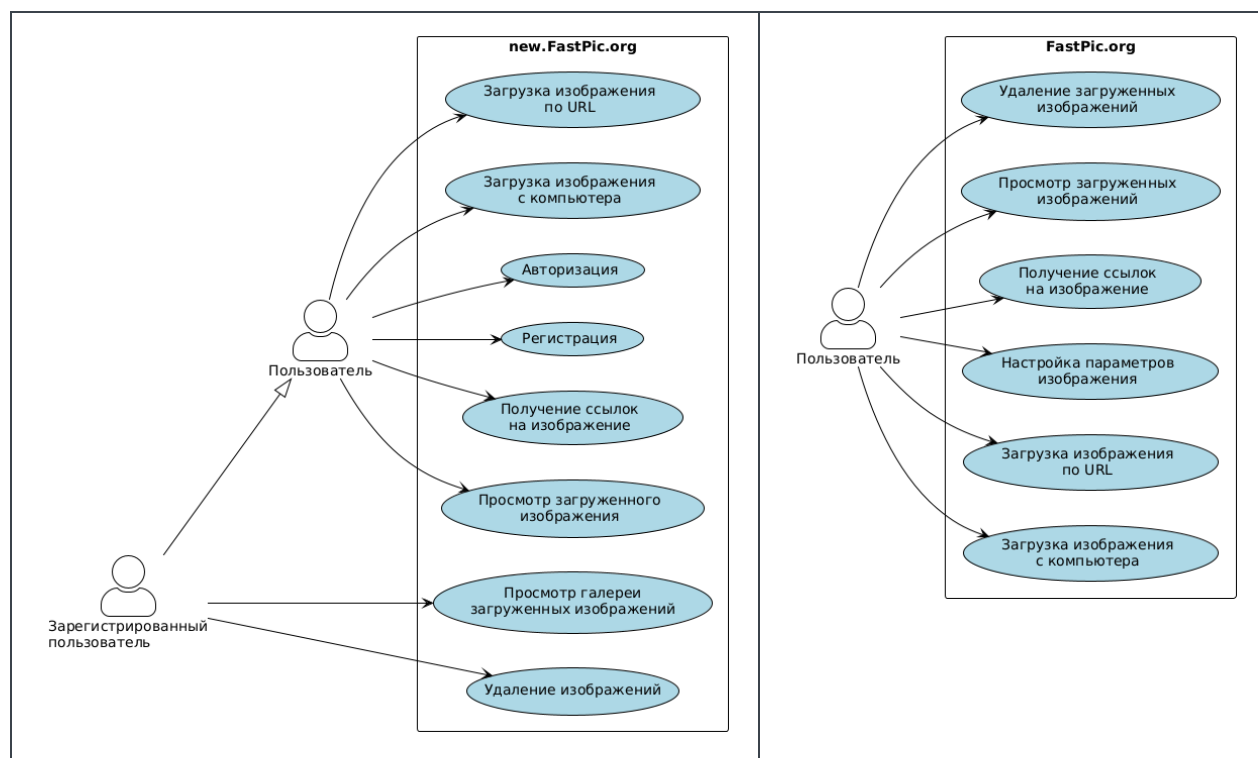 new.FastPic.org
Загрузка изображения
по URL
Загрузка изображения
с компьютера
Авторизация
Регистрация
Пользователь
Получение ссылок
на изображение
Просмотр загруженного
изображения
Просмотр галереи
загруженных изображений
Зарегистрированный
пользователь
Удаление изображений
FastPic.org
Удаление загруженных
изображений
Просмотр загруженных
изображений
Получение ссылок
на изображение
Пользователь
Настройка параметров
изображения
Загрузка изображения
по URL
Загрузка изображения
с компьютера